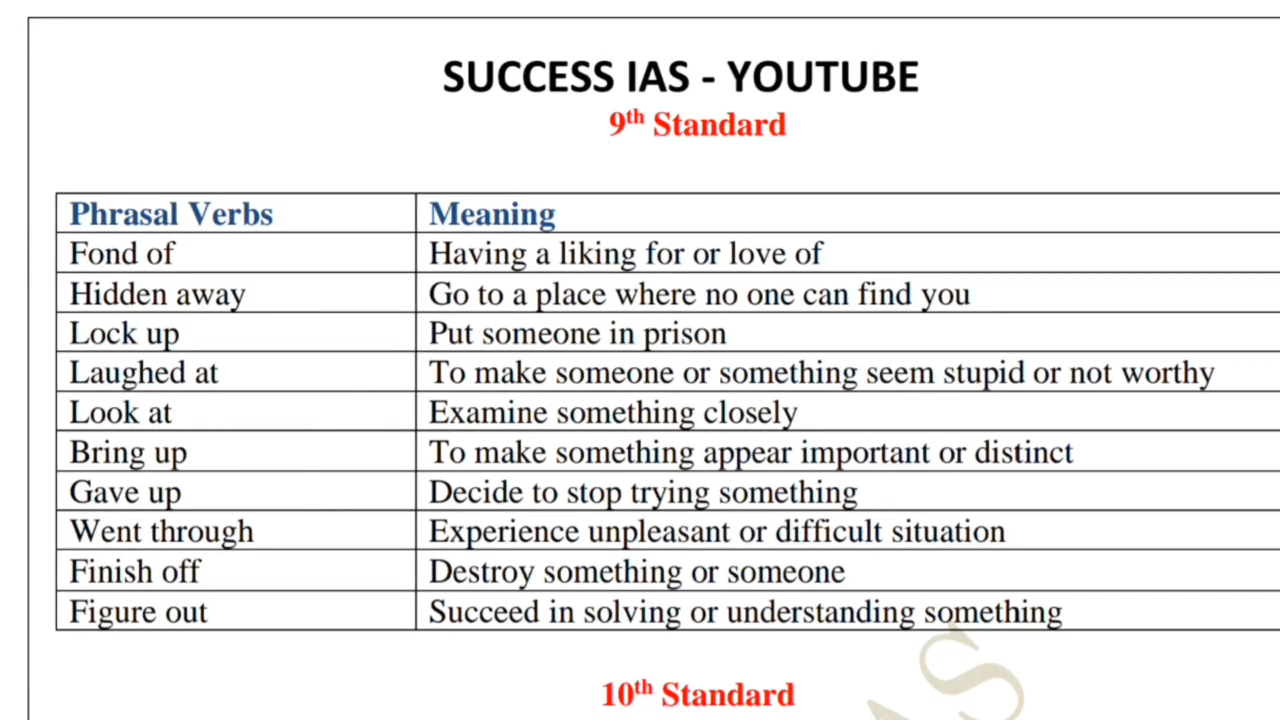 SUCCESS IAS - YOUTUBE
9th Standard
Phrasal Verbs Meaning
Fond of Having a liking for or love of
Hidden away Go to a place where no one can find you
Lock up Put someone in prison
Laughed at To make someone or something seem stupid or not worthy
Look at Examine something closely
Bring up To make something appear important or distinct
Gave up Decide to stop trying something
Went through Experience unpleasant or difficult situation
Finish off Destroy something or someone
Figure out Succeed in solving or understanding something
10th Standard